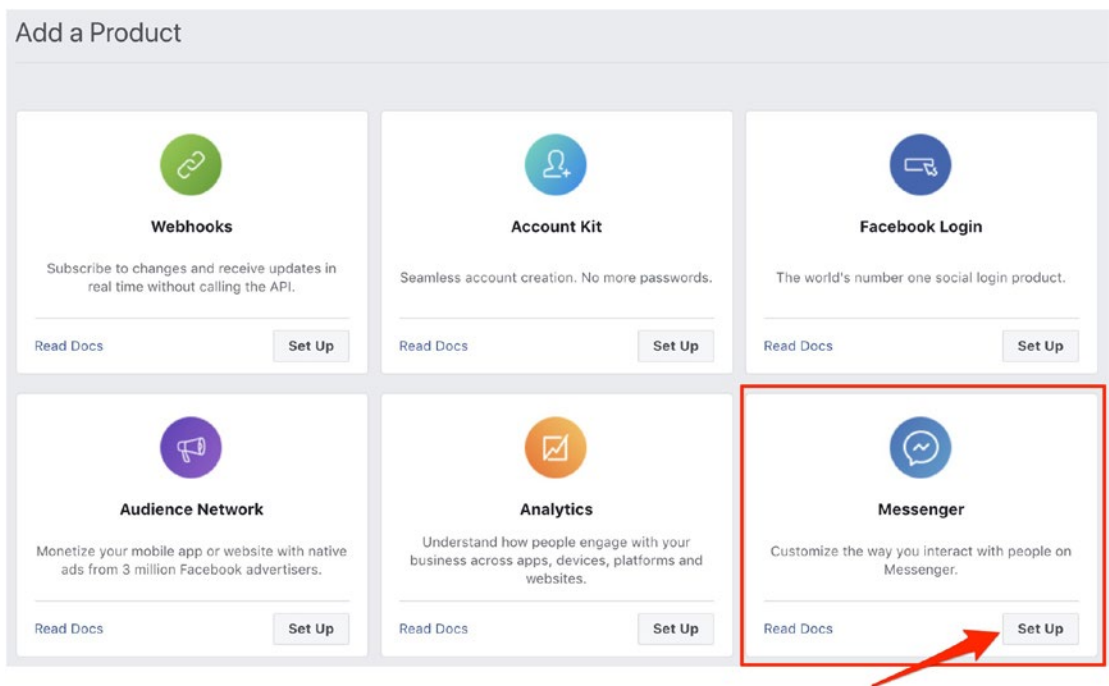 Add a Product
Webhooks
Subscribe to changes and receive updates in
real time without calling the API.
Read Docs
Set Up
Account Kit
Seamless account creation. No more passwords.
Read Docs
Set Up
Facebook Login
The world's number one social login product.
Read Docs
Set Up
Audience Network
Monetize your mobile app or website with native
ads from 3 million Facebook advertisers.
Read Docs
Set Up
Analytics
Understand how people engage with your
business across apps, devices, platforms and
websites.
Read Docs
Set Up
Messenger
Customize the way you interact with people on
Messenger.
Read Docs
Set Up